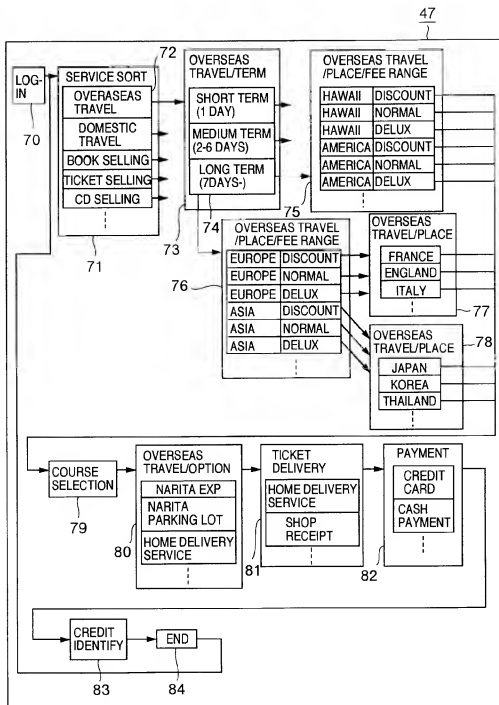 47
LOG-
IN
70
SERVICE SORT
72
OVERASEAS
TRAVEL
DOMESTIC
TRAVEL
BOOK SELLING
TICKET SELLING
CD SELLING
71
OVERSEAS
TRAVEL/TERM
SHORT TERM
(1 DAY)
MEDIUM TERM
(2-6 DAYS)
LONG TERM
(7DAYS-)
73
74
OVERSEAS TRAVEL
/PLACE/FEE RANGE
HAWAII DISCOUNT
HAWAII NORMAL
HAWAII DELUX
AMERICA DISCOUNT
AMERICA NORMAL
AMERICA DELUX
75
OVERSEAS TRAVEL
/PLACE/FEE RANGE
EUROPE DISCOUNT
EUROPE NORMAL
EUROPE DELUX
ASIA DISCOUNT
ASIA NORMAL
ASIA DELUX
76
OVERSEAS
TRAVEL/PLACE
FRANCE
ENGLAND
ITALY
77
OVERSEAS
TRAVEL/PLACE
78
JAPAN
KOREA
THAILAND
COURSE
SELECTION
79
OVERSEAS
TRAVEL/OPTION
NARITA EXP
NARITA
PARKING LOT
HOME DELIVERY
SERVICE
80
TICKET
DELIVERY
HOME DELIVERY
SERVICE
SHOP
RECEIPT
81
PAYMENT
CREDIT
CARD
CASH
PAYMENT
82
CREDIT
IDENTIFY
83
END
84